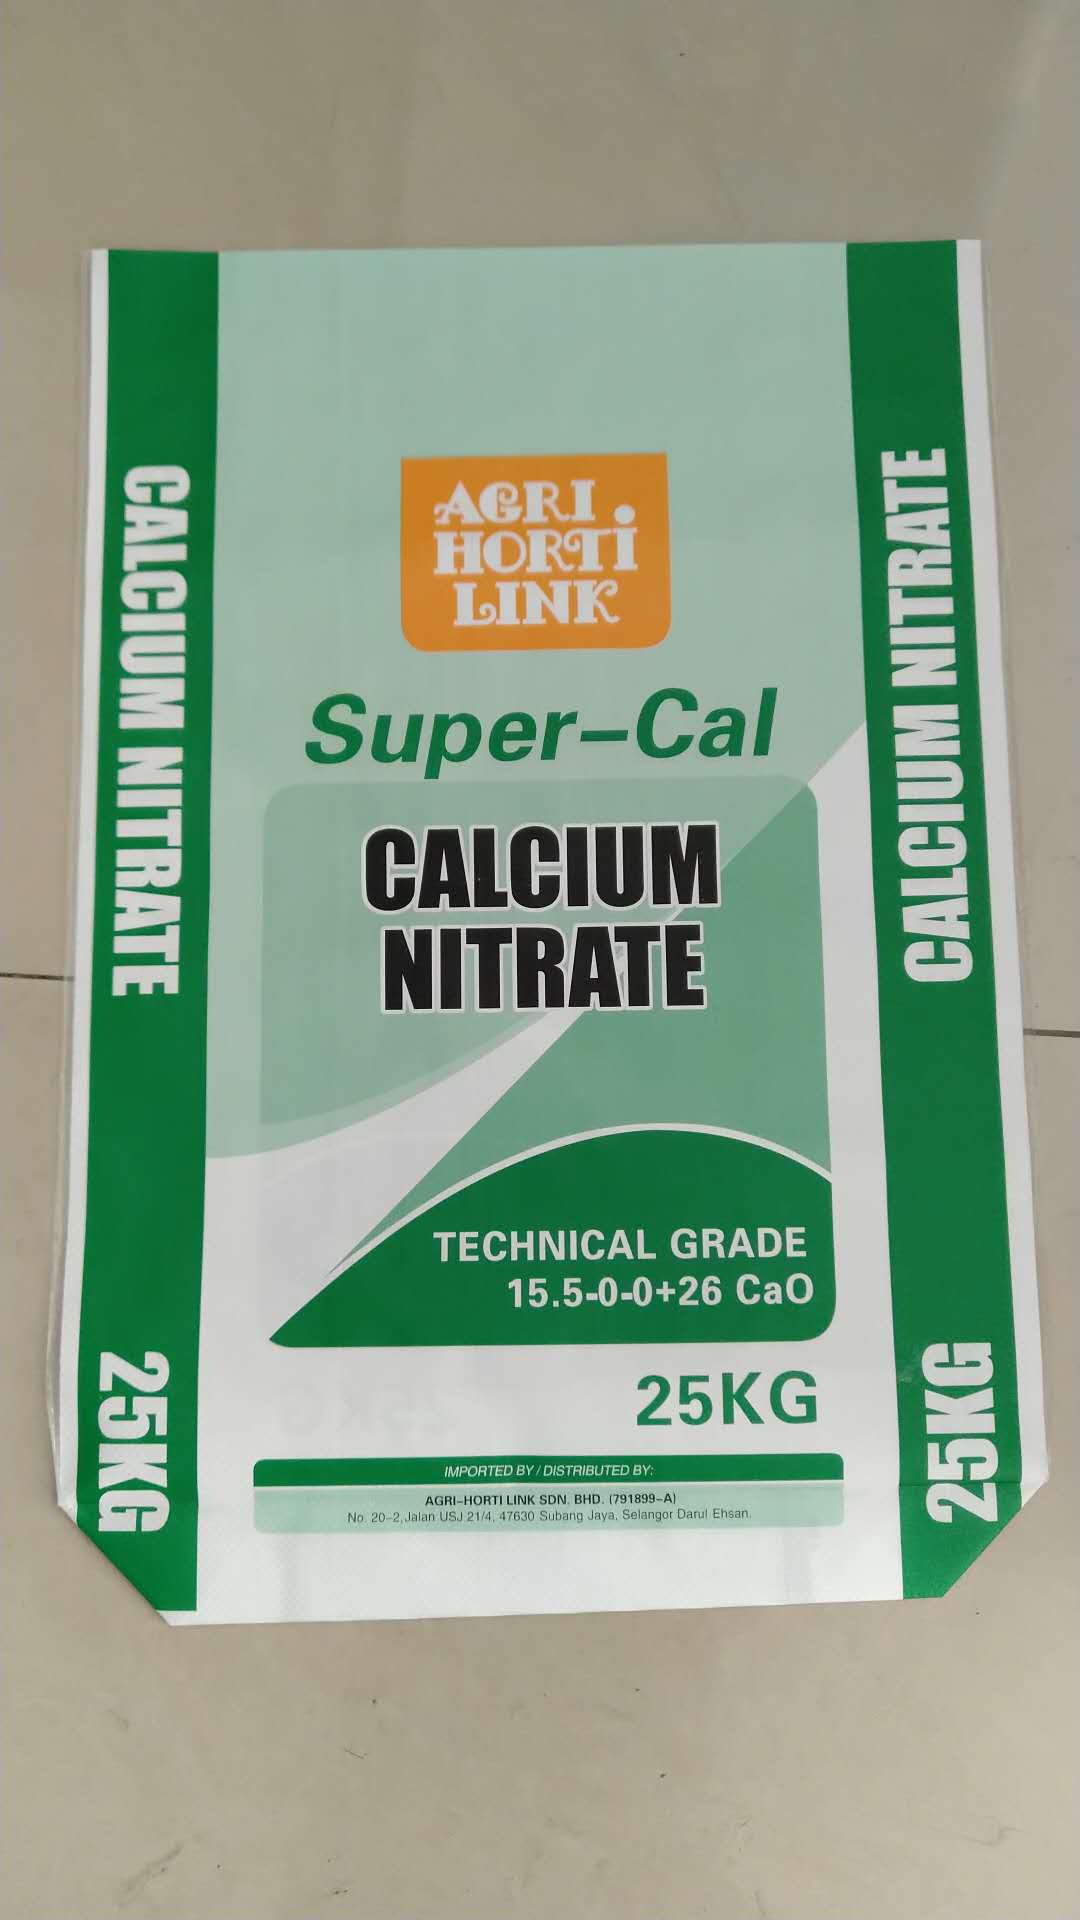 AGRI
HORTI
LINK
Super-Cal
CALCIUM
NITRATE
TECHNICAL GRADE
15.5-0-0+26 CaO
25KG
IMPORTED BY / DISTRIBUTED BY:
AGRI-HORTI LINK SDN. BHD. (791899-A)
No. 20-2, Jalan USJ 21/4, 47630 Subang Jaya, Selangor Darul Ehsan.
CALCIUM NITRATE
25KG
CALCIUM NITRATE
25KG